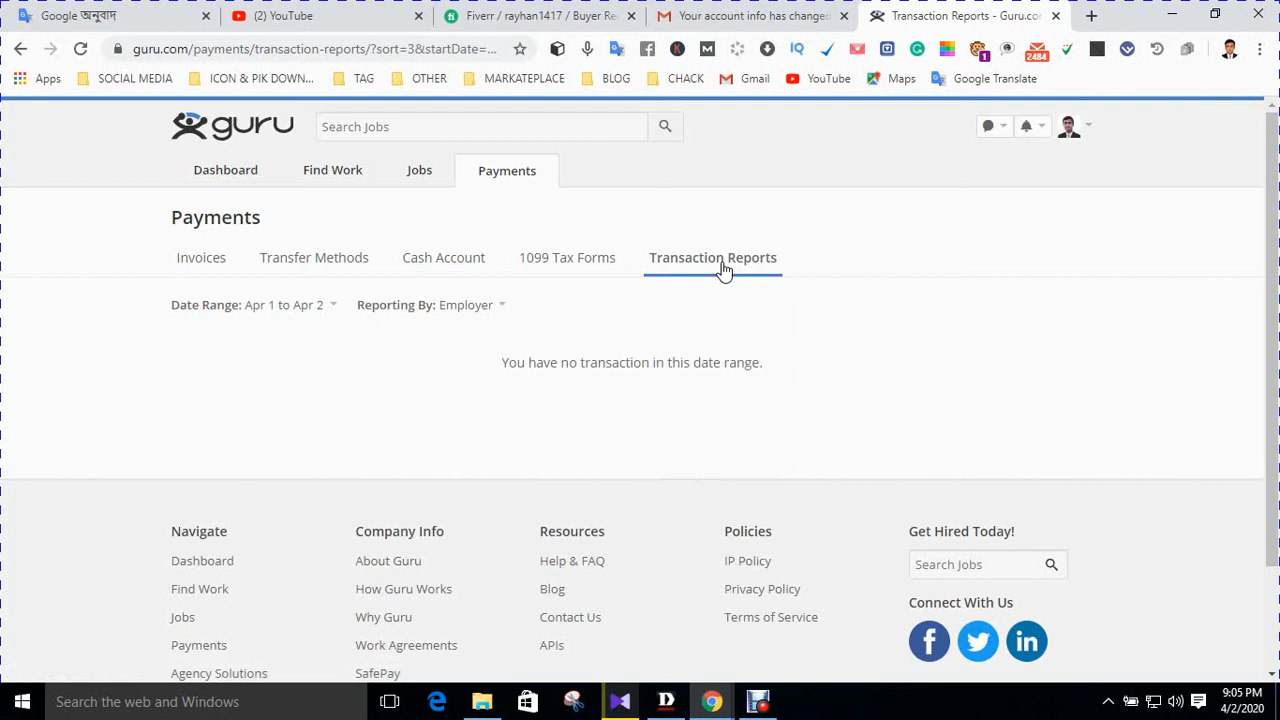 Google অনুবাদ
(2) YouTube
Fiverr / rayhan1417 / Buyer Re
Your account info has changed
Transaction Reports - Guru.com
guru.com/payments/transaction-reports/?sort=3&startDate=...
IQ
1
2484
Apps
SOCIAL MEDIA
ICON & PIK DOWN...
TAG
OTHER
MARKATEPLACE
BLOG
CHACK
Gmail
YouTube
Maps
Google Translate
guru
Search Jobs
Dashboard
Find Work
Jobs
Payments
Payments
Invoices
Transfer Methods
Cash Account
1099 Tax Forms
Transaction Reports
Date Range: Apr 1 to Apr 2
Reporting By: Employer
You have no transaction in this date range.
Navigate
Company Info
Resources
Policies
Get Hired Today!
Dashboard
About Guru
Help & FAQ
IP Policy
Search Jobs
Find Work
How Guru Works
Blog
Privacy Policy
Connect With Us
Jobs
Why Guru
Contact Us
Terms of Service
Payments
Work Agreements
APIs
Agency Solutions
SafePay
Search the web and Windows
9:05 PM
4/2/2020